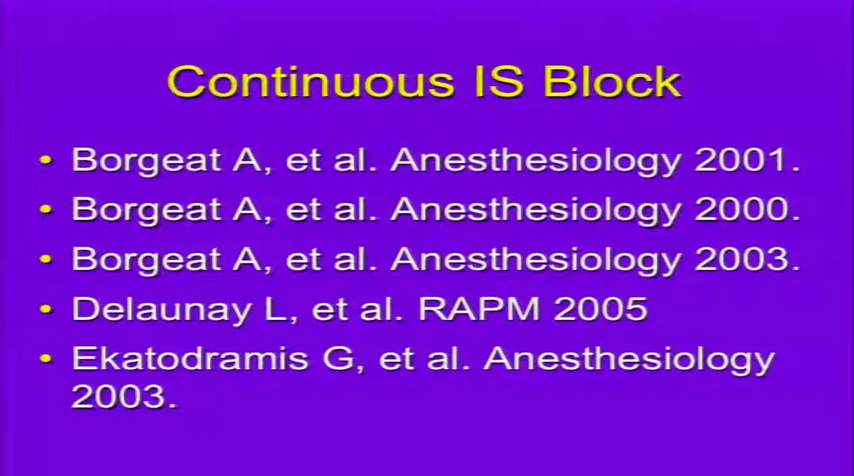 Continuous IS Block
• Borgeat A, et al. Anesthesiology 2001.
• Borgeat A, et al. Anesthesiology 2000.
• Borgeat A, et al. Anesthesiology 2003.
• Delaunay L, et al. RAPM 2005
• Ekatodramis G, et al. Anesthesiology
2003.